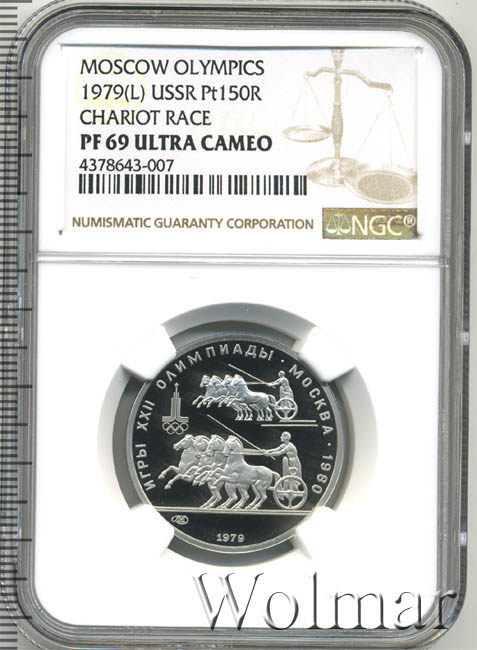 MOSCOW OLYMPICS
1979(L) USSR Pt150R
CHARIOT RACE
PF 69 ULTRA CAMEO
4378643-007
NUMISMATIC GUARANTY CORPORATION
NGC®
ИГРЫ XXII ОЛИМПИАДЫ · МОСКВА · 1980
1979
Wolmar